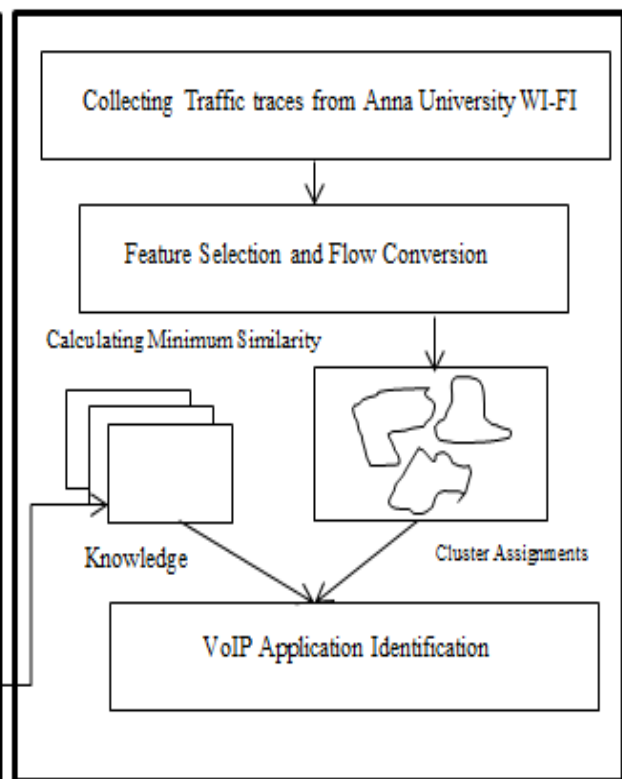 Collecting Traffic traces from Anna University WI-FI
Feature Selection and Flow Conversion
Calculating Minimum Similarity
Knowledge
Cluster Assignments
VoIP Application Identification